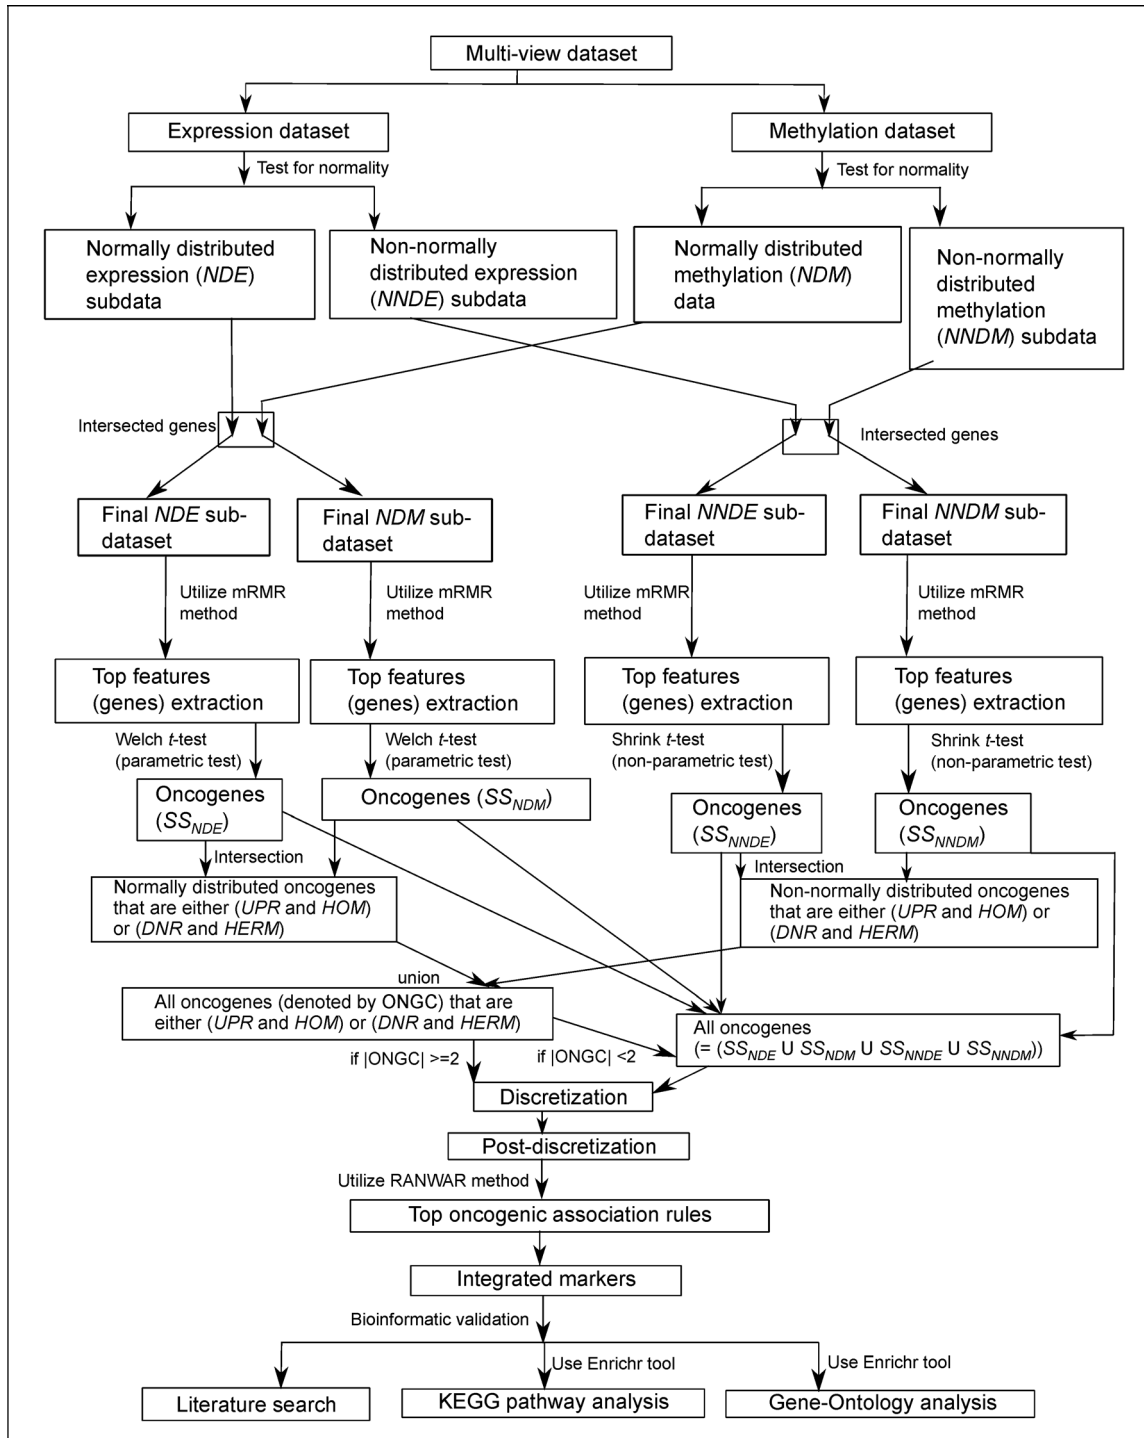 Multi-view dataset
Expression dataset
Methylation dataset
Test for normality
Test for normality
Normally distributed
expression (NDE)
subdata
Non-normally
distributed expression
(NNDE) subdata
Normally distributed
methylation (NDM)
data
Non-normally
distributed
methylation
(NNDM) subdata
Intersected genes
Intersected genes
Final NDE sub-
dataset
Final NDM sub-
dataset
Final NNDE sub-
dataset
Final NNDM sub-
dataset
Utilize mRMR
method
Utilize mRMR
method
Utilize mRMR
method
Utilize mRMR
method
Top features
(genes) extraction
Top features
(genes) extraction
Top features
(genes) extraction
Top features
(genes) extraction
Welch t-test
(parametric test)
Welch t-test
(parametric test)
Shrink t-test
(non-parametric test)
Shrink t-test
(non-parametric test)
Oncogenes
(SSNDE)
Oncogenes (SSNDM)
Oncogenes
(SSNNDE)
Oncogenes
(SSNNDM)
Intersection
Intersection
Normally distributed oncogenes
that are either (UPR and HOM)
or (DNR and HERM)
Non-normally distributed oncogenes
that are either (UPR and HOM) or
(DNR and HERM)
union
All oncogenes (denoted by ONGC) that are
either (UPR and HOM) or (DNR and HERM)
All oncogenes
(= (SSNDE U SSNDM U SSNNDE U SSNNDM))
if |ONGC| >=2
if |ONGC| <2
Discretization
Post-discretization
Utilize RANWAR method
Top oncogenic association rules
Integrated markers
Bioinformatic validation
Use Enrichr tool
Use Enrichr tool
Literature search
KEGG pathway analysis
Gene-Ontology analysis